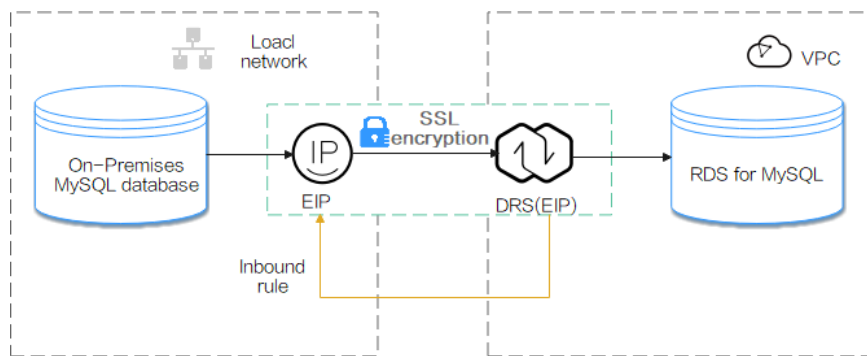 Loacl
network
VPC
SSL
encryption
On-Premises
MySQL database
IP
RDS for MySQL
EIP
DRS(EIP)
Inbound
rule